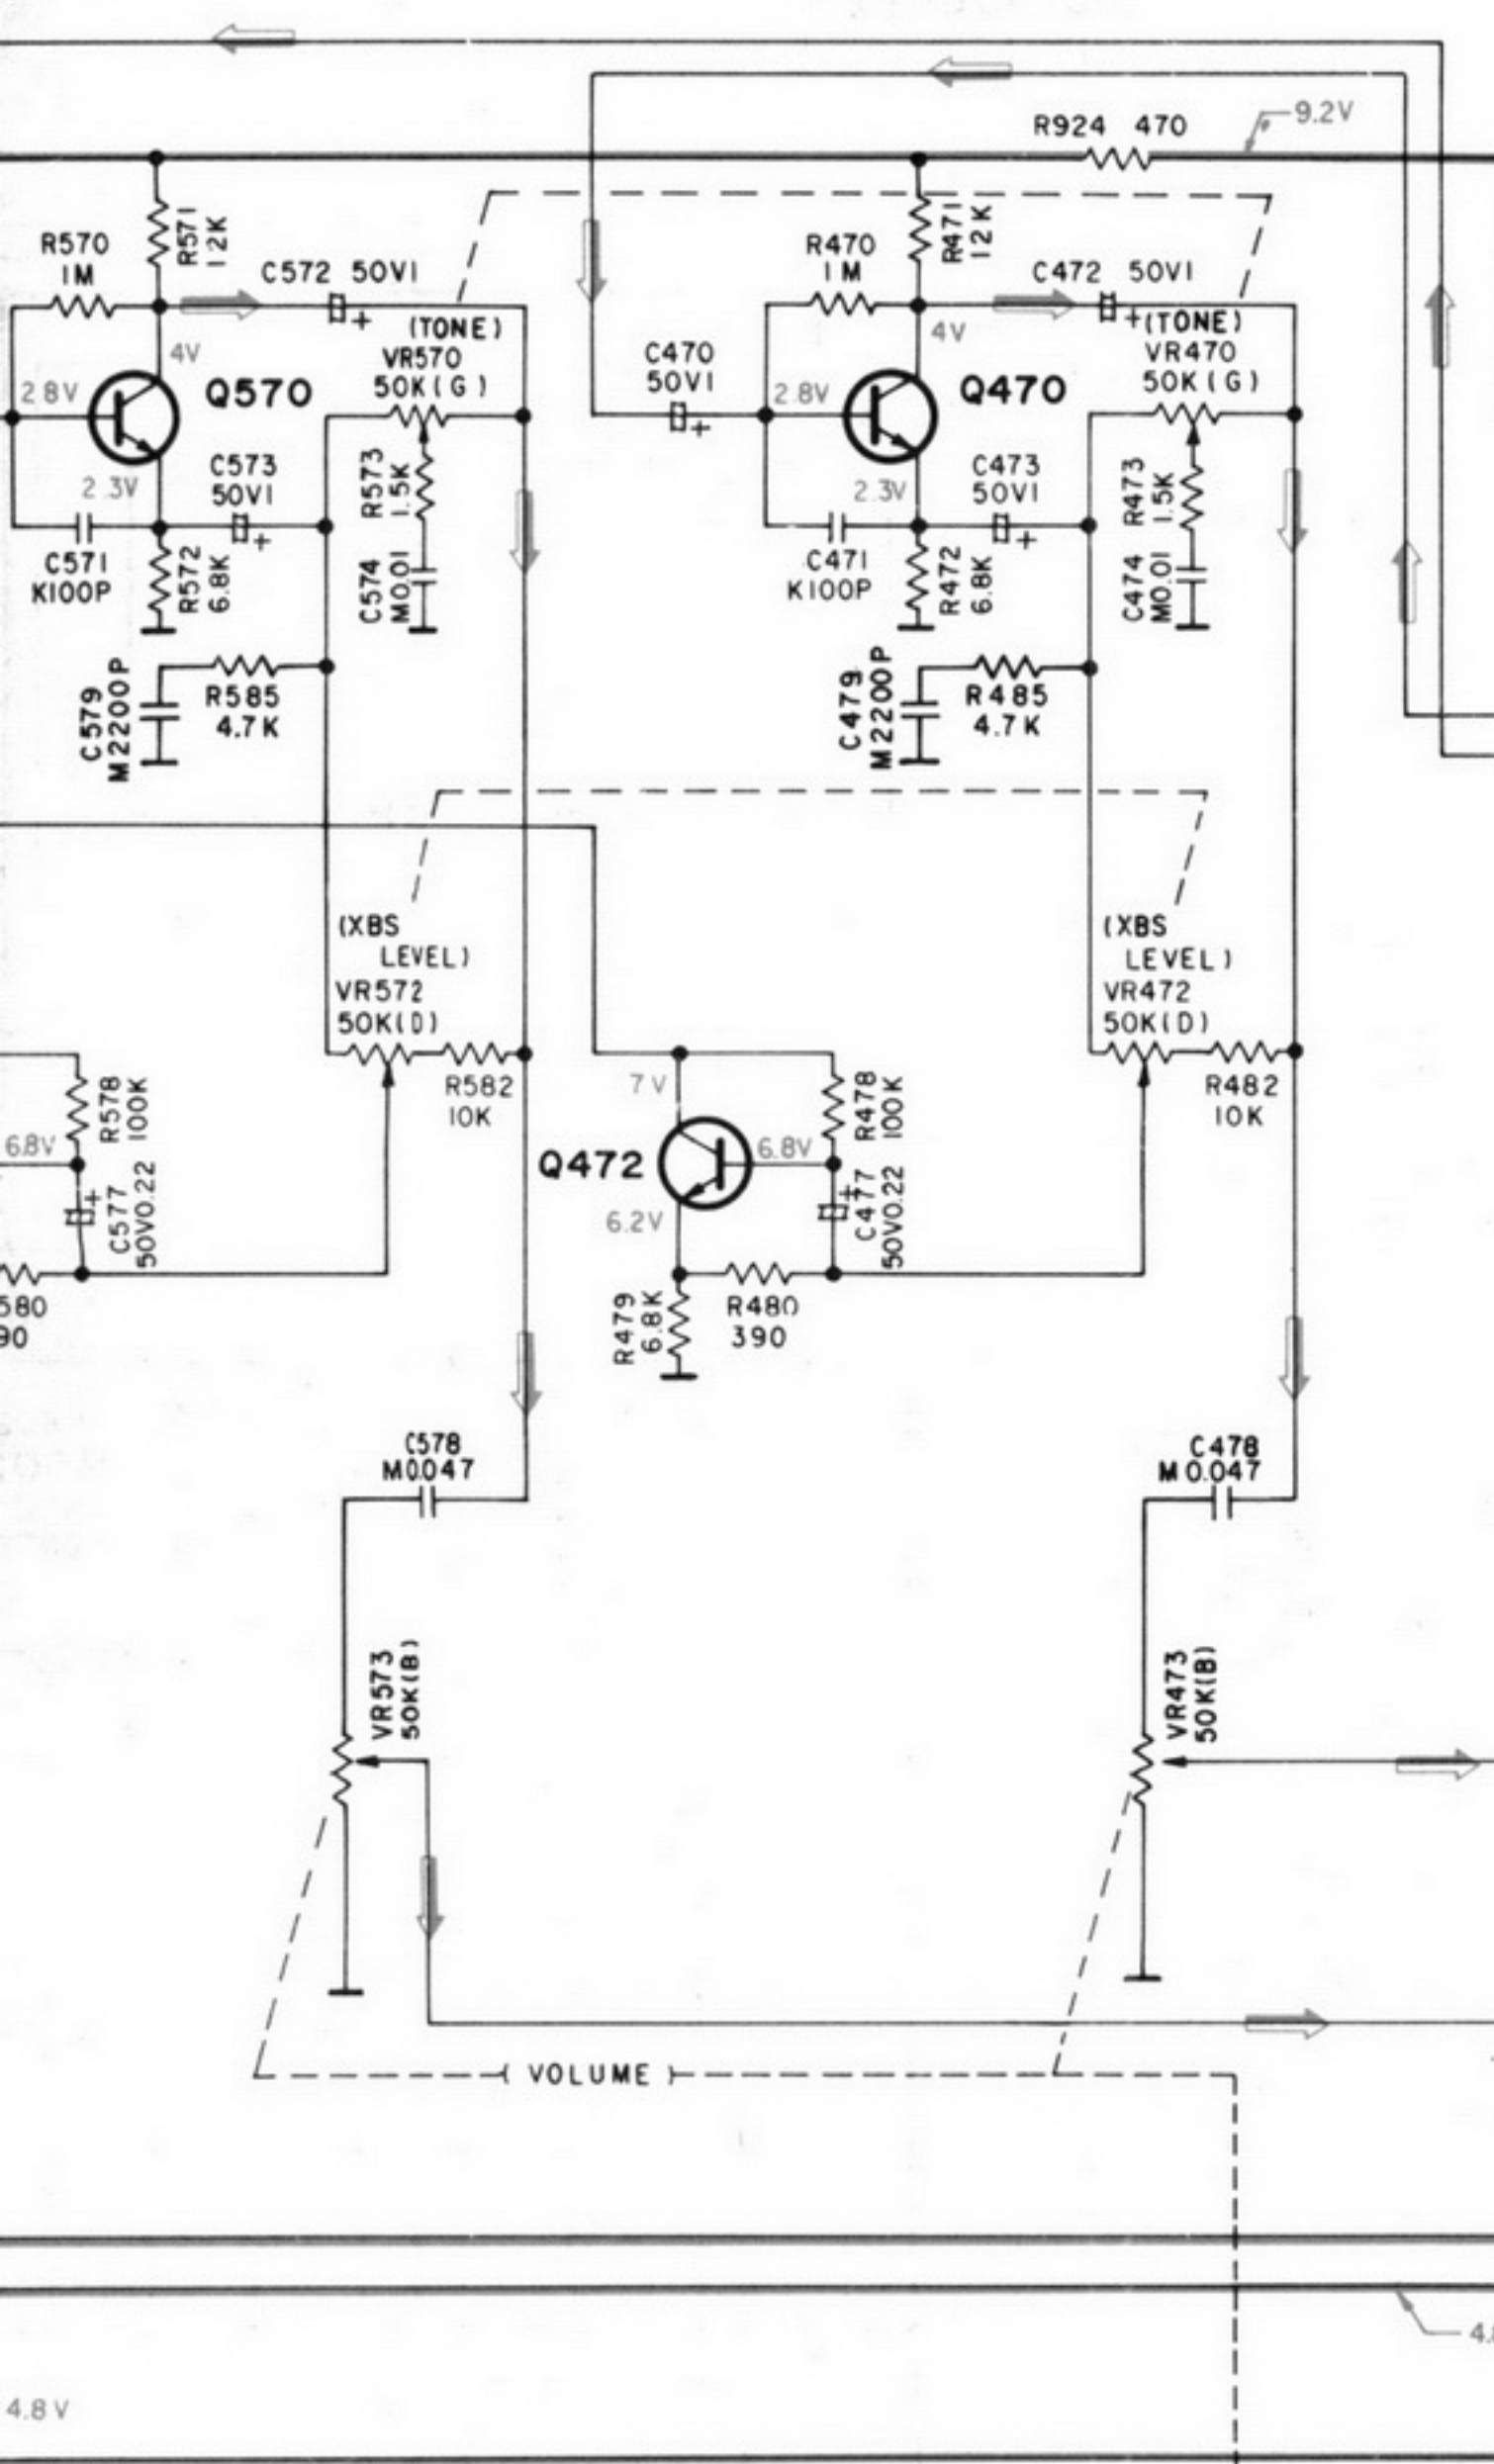 R924 470
9.2V
R570
1M
R571
12K
C572 50V1
(TONE)
VR570
50K(G)
4V
2.8V
Q570
2.3V
C573
50V1
R573
1.5K
C571
K100P
R572
6.8K
C574
M0.01
C579
M2200P
R585
4.7K
C470
50V1
R470
1M
R471
12K
C472 50V1
(TONE)
VR470
50K(G)
4V
2.8V
Q470
2.3V
C473
50V1
R473
1.5K
C471
K100P
R472
6.8K
C474
M0.01
C479
M2200P
R485
4.7K
(XBS
LEVEL)
VR572
50K(D)
R582
10K
(XBS
LEVEL)
VR472
50K(D)
R482
10K
R578
100K
6.8V
C577
50V0.22
580
90
7V
Q472
6.8V
6.2V
R478
100K
C477
50V0.22
R479
6.8K
R480
390
C578
M0.047
C478
M0.047
VR573
50K(B)
VR473
50K(B)
(VOLUME)
4.8V